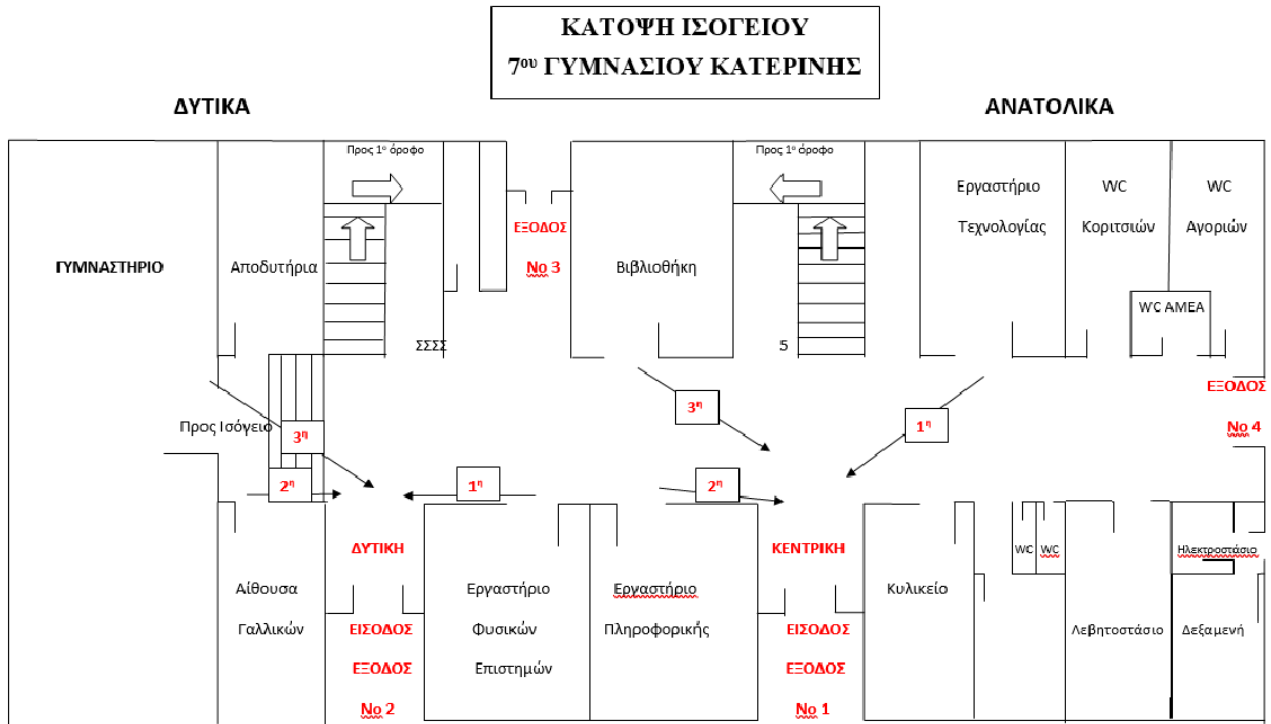 ΚΑΤΟΨΗ ΙΣΟΓΕΙΟΥ
7ου ΓΥΜΝΑΣΙΟΥ ΚΑΤΕΡΙΝΗΣ
ΔΥΤΙΚΑ
ΑΝΑΤΟΛΙΚΑ
Προς 1ο όροφο
Προς 1ο όροφο
ΓΥΜΝΑΣΤΗΡΙΟ
Αποδυτήρια
ΕΞΟΔΟΣ
Νο 3
Βιβλιοθήκη
Εργαστήριο
Τεχνολογίας
WC
Κοριτσιών
WC
Αγοριών
WC ΑΜΕΑ
ΣΣΣΣ
5
ΕΞΟΔΟΣ
Νο 4
Προς Ισόγειο
3η
2η
1η
3η
2η
1η
Αίθουσα
Γαλλικών
ΔΥΤΙΚΗ
ΕΙΣΟΔΟΣ
ΕΞΟΔΟΣ
Νο 2
Εργαστήριο
Φυσικών
Επιστημών
Εργαστήριο
Πληροφορικής
ΚΕΝΤΡΙΚΗ
ΕΙΣΟΔΟΣ
ΕΞΟΔΟΣ
Νο 1
Κυλικείο
WC
WC
Λεβητοστάσιο
Ηλεκτροστάσιο
Δεξαμενή